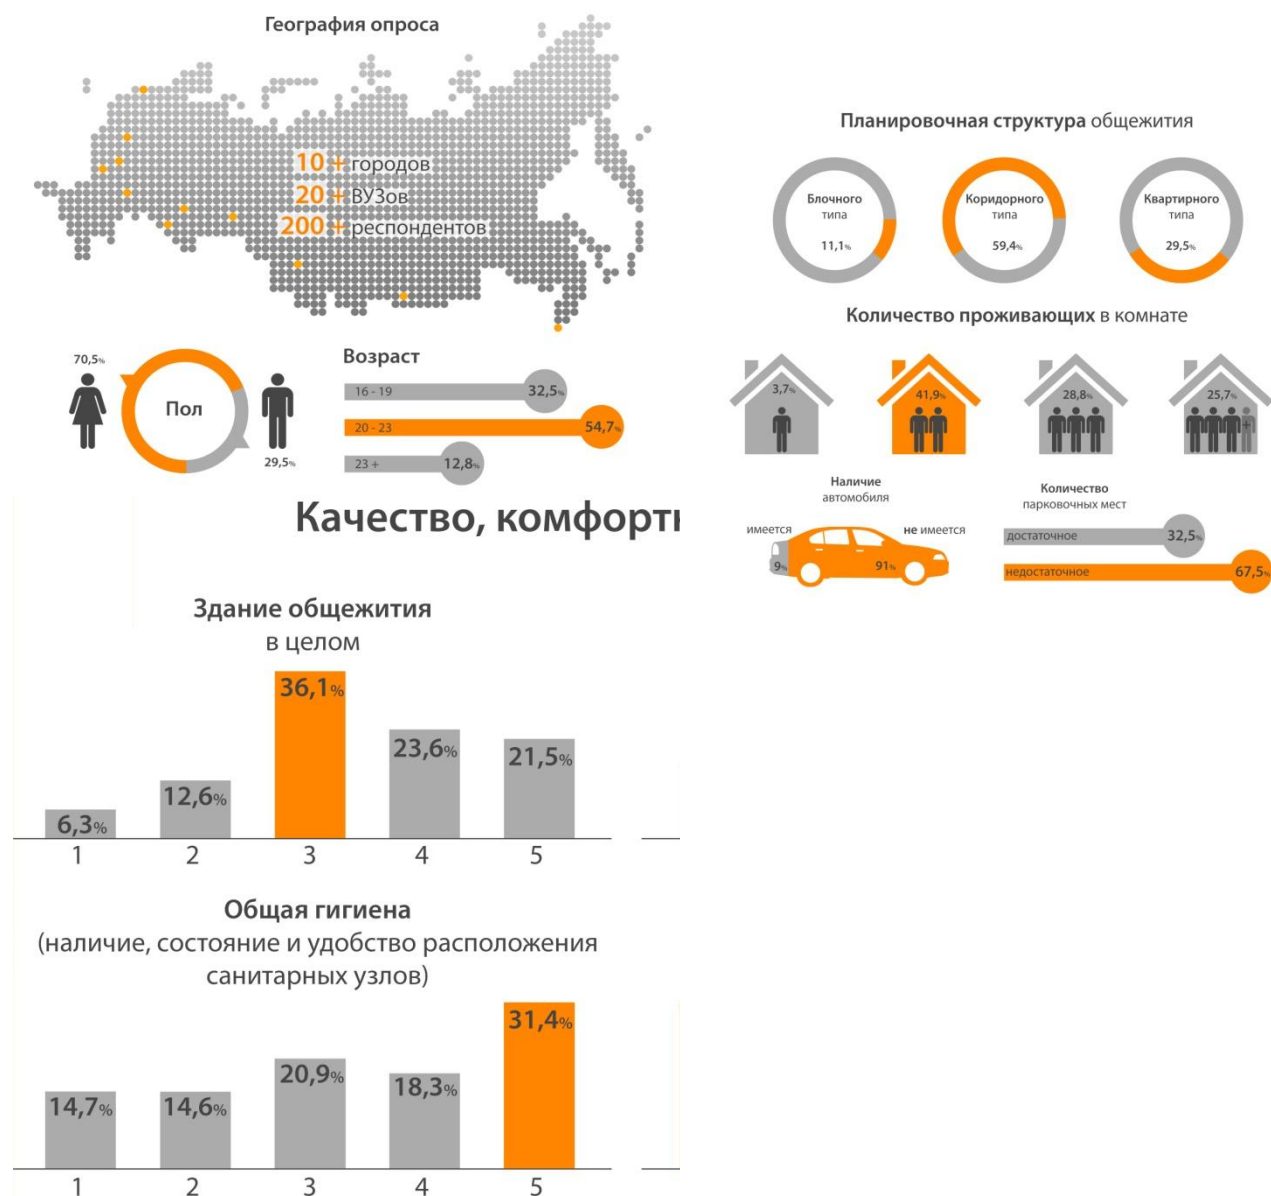 География опроса
10 + городов
20 + ВУЗов
200 + респондентов
70,5%
Пол
29,5%
Возраст
16 - 19
32,5%
20 - 23
54,7%
23 +
12,8%
Планировочная структура общежития
Блочного
типа
11,1%
Коридорного
типа
59,4%
Квартирного
типа
29,5%
Количество проживающих в комнате
3,7%
41,9%
28,8%
25,7%
+
Наличие
автомобиля
имеется
не имеется
9%
91%
Количество
парковочных мест
достаточное
32,5%
недостаточное
67,5%
Качество, комфорт
Здание общежития
в целом
6,3%
12,6%
36,1%
23,6%
21,5%
1 2 3 4 5
Общая гигиена
(наличие, состояние и удобство расположения
санитарных узлов)
14,7%
14,6%
20,9%
18,3%
31,4%
1 2 3 4 5